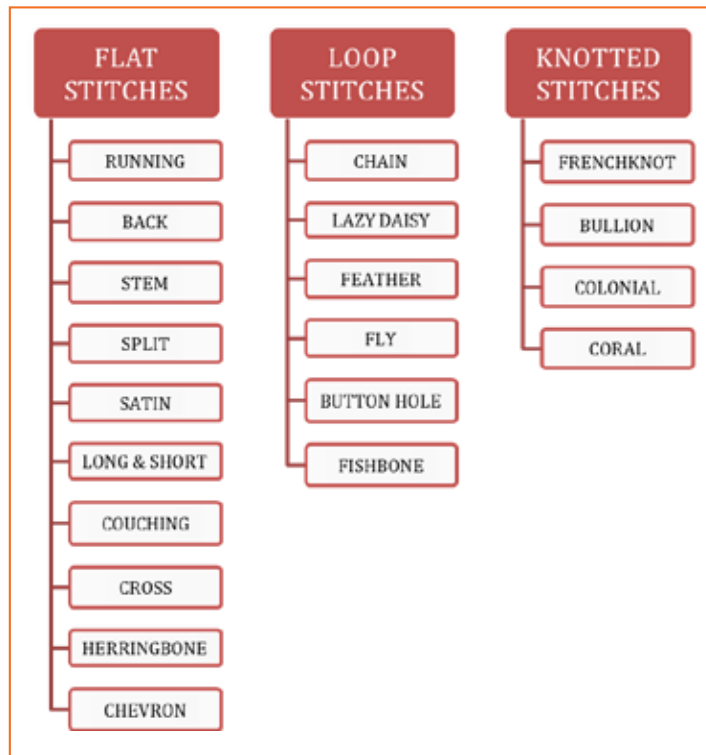 FLAT
STITCHES
RUNNING
BACK
STEM
SPLIT
SATIN
LONG & SHORT
COUCHING
CROSS
HERRINGBONE
CHEVRON
LOOP
STITCHES
CHAIN
LAZY DAISY
FEATHER
FLY
BUTTON HOLE
FISHBONE
KNOTTED
STITCHES
FRENCHKNOT
BULLION
COLONIAL
CORAL